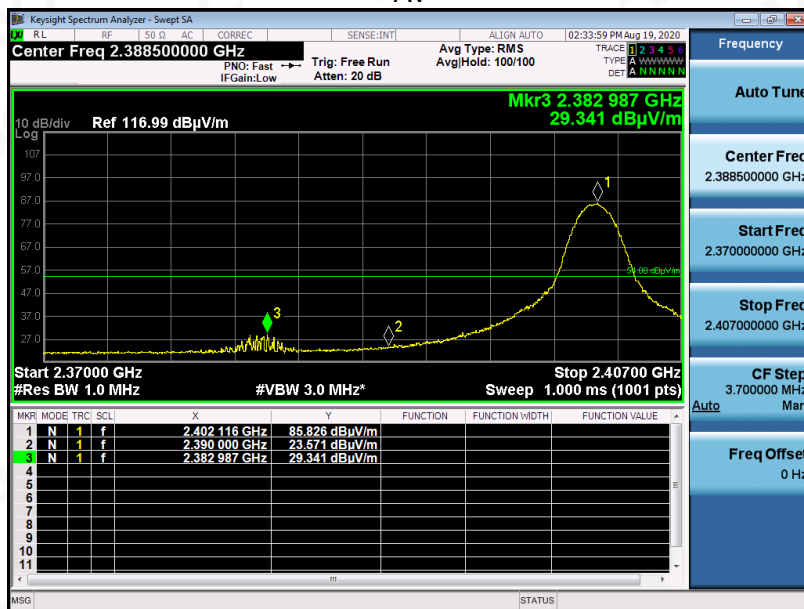 Keysight Spectrum Analyzer - Swept SA
RL RF 50 Ω AC CORREC SENSE:INT ALIGN AUTO 02:33:59 PM Aug 19, 2020
Center Freq 2.388500000 GHz
PNO: Fast
IFGain:Low
Trig: Free Run
Atten: 20 dB
Avg Type: RMS
Avg|Hold: 100/100
TRACE 1 2 3 4 5 6
TYPE A WWWWW
DET A N N N N N
Mkr3 2.382 987 GHz
29.341 dBµV/m
10 dB/div Ref 116.99 dBµV/m
Log
107
97.0
87.0
77.0
67.0
57.0
47.0
37.0
27.0
1
2
3
54.00 dBµV/m
Start 2.37000 GHz Stop 2.40700 GHz
#Res BW 1.0 MHz #VBW 3.0 MHz* Sweep 1.000 ms (1001 pts)
MKR MODE TRC SCL X Y FUNCTION FUNCTION WIDTH FUNCTION VALUE
1 N 1 f 2.402 116 GHz 85.826 dBµV/m
2 N 1 f 2.390 000 GHz 23.571 dBµV/m
3 N 1 f 2.382 987 GHz 29.341 dBµV/m
4
5
6
7
8
9
10
11
MSG STATUS
Frequency
Auto Tune
Center Freq
2.388500000 GHz
Start Freq
2.370000000 GHz
Stop Freq
2.407000000 GHz
CF Step
3.700000 MHz
Auto Man
Freq Offset
0 Hz